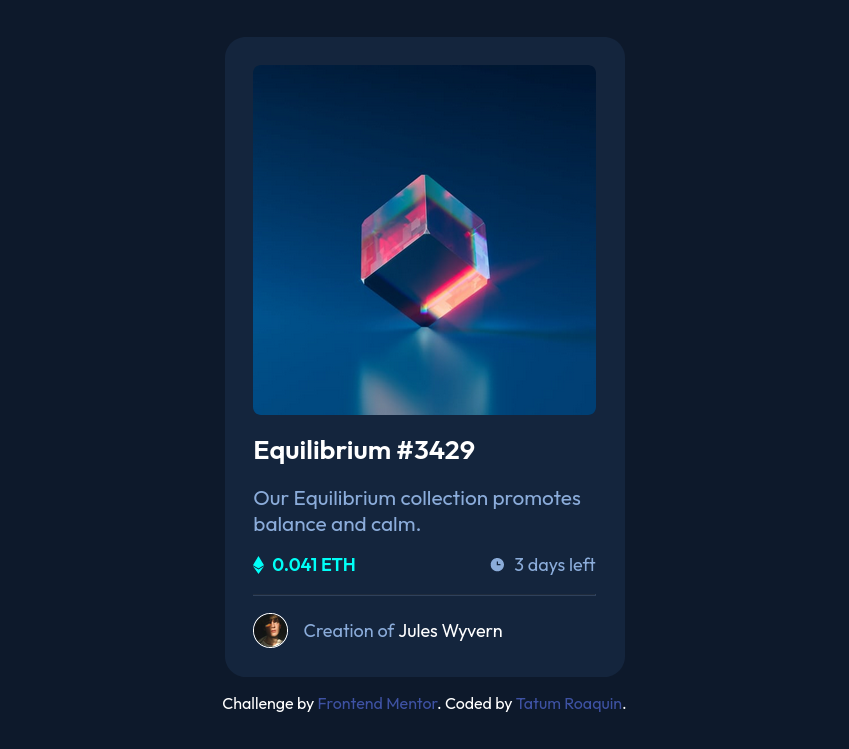 Equilibrium #3429
Our Equilibrium collection promotes
balance and calm.
0.041 ETH
3 days left
Creation of Jules Wyvern
Challenge by Frontend Mentor. Coded by Tatum Roaquin.